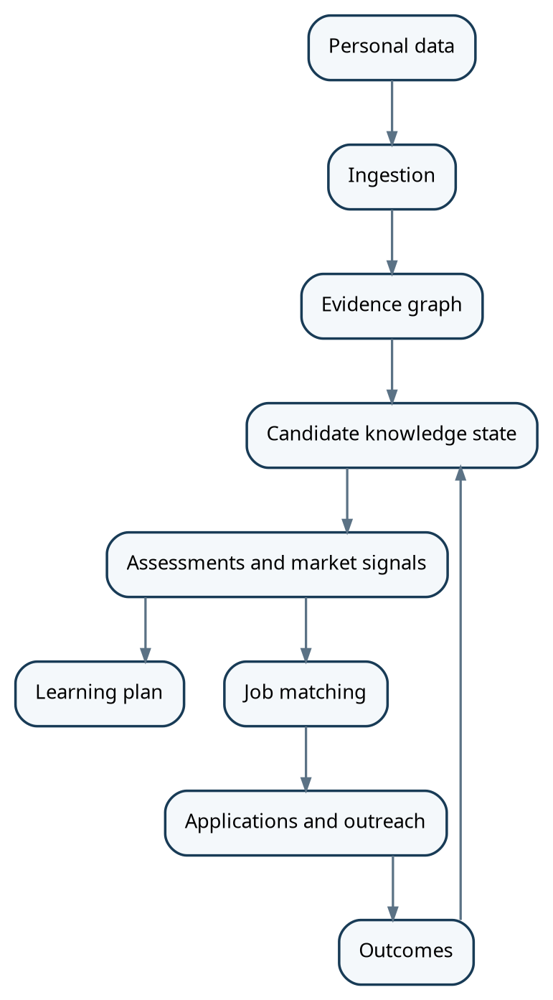 Personal data
Ingestion
Evidence graph
Candidate knowledge state
Assessments and market signals
Learning plan
Job matching
Applications and outreach
Outcomes